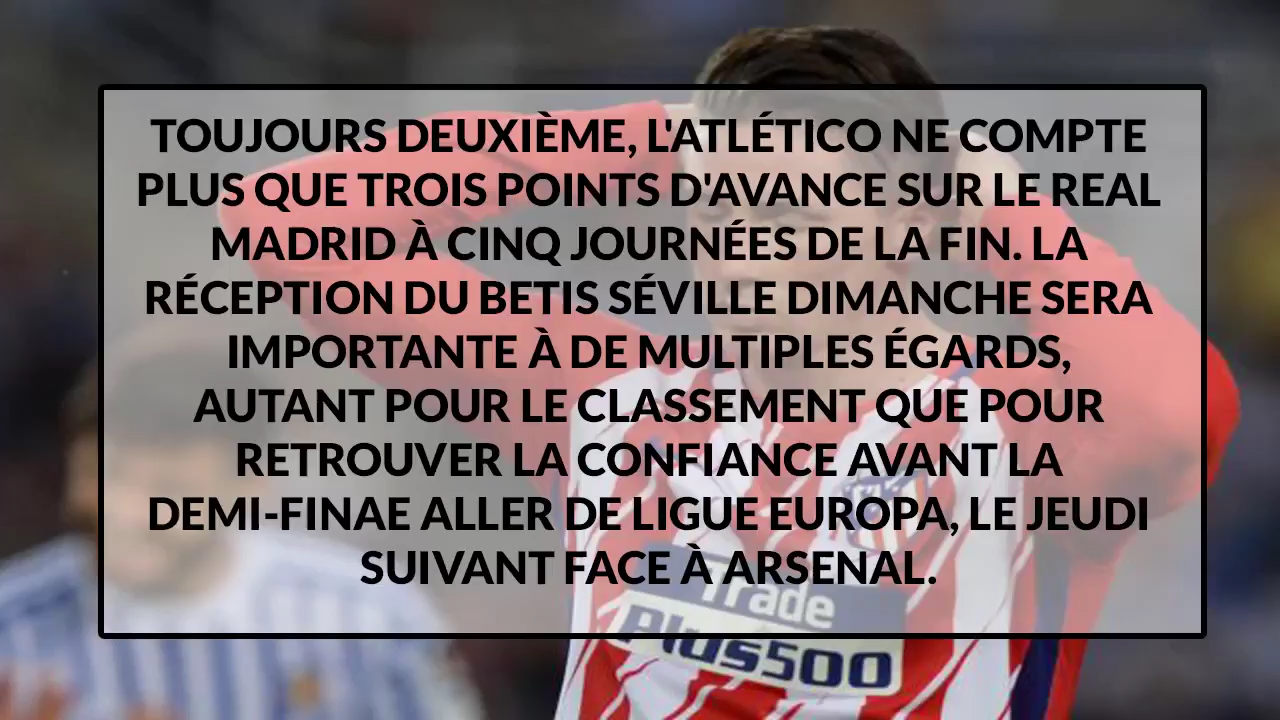 TOUJOURS DEUXIÈME, L'ATLÉTICO NE COMPTE
PLUS QUE TROIS POINTS D'AVANCE SUR LE REAL
MADRID À CINQ JOURNÉES DE LA FIN. LA
RÉCEPTION DU BETIS SÉVILLE DIMANCHE SERA
IMPORTANTE À DE MULTIPLES ÉGARDS,
AUTANT POUR LE CLASSEMENT QUE POUR
RETROUVER LA CONFIANCE AVANT LA
DEMI-FINAE ALLER DE LIGUE EUROPA, LE JEUDI
SUIVANT FACE À ARSENAL.
Trade
Plus500